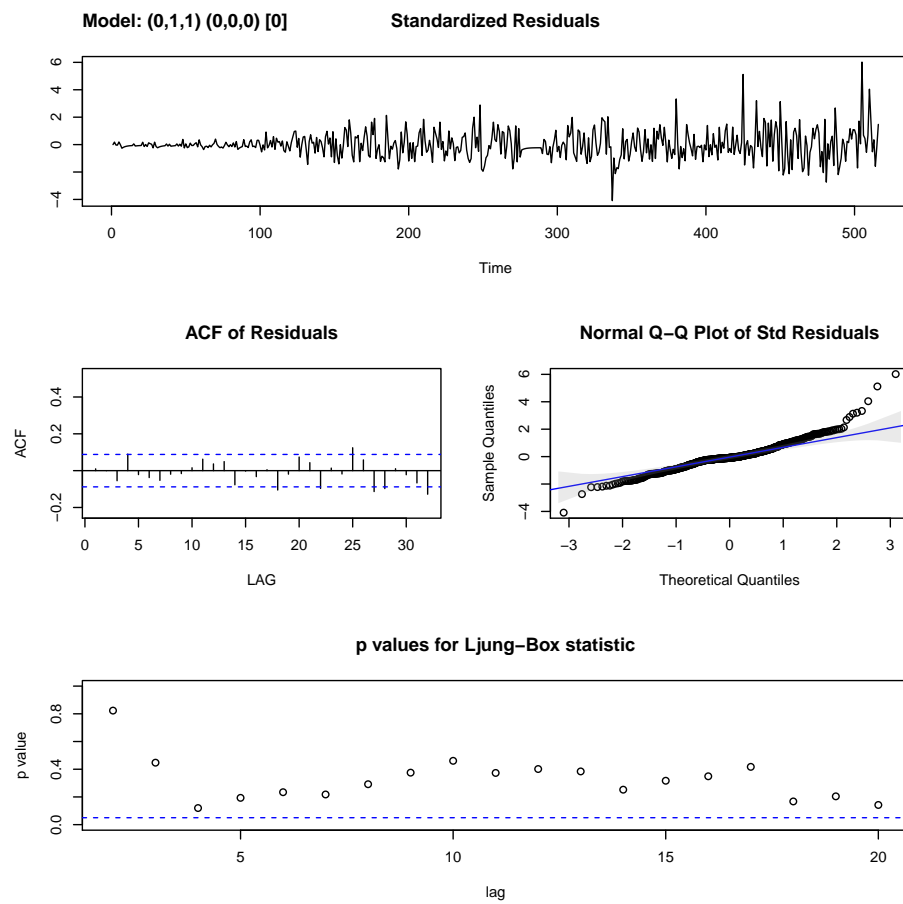 Model: (0,1,1) (0,0,0) [0] Standardized Residuals
6
4
2
0
−4
0 100 200 300 400 500
Time
ACF of Residuals
ACF
0.4
0.2
−0.2
0 5 10 15 20 25 30
LAG
Normal Q−Q Plot of Std Residuals
Sample Quantiles
6
4
2
0
−4
−3 −2 −1 0 1 2 3
Theoretical Quantiles
p values for Ljung−Box statistic
p value
0.8
0.4
0.0
5 10 15 20
lag